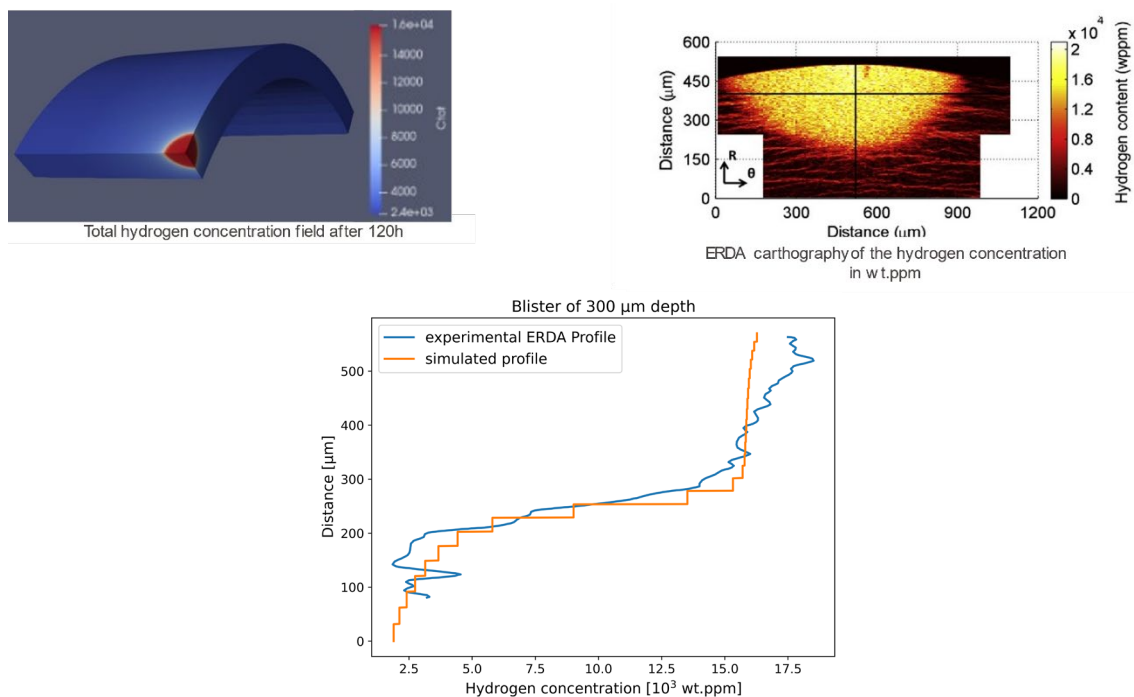 1.6e+04
14000
12000
10000
8000
6000
4000
2.4e+03
Ctot
Total hydrogen concentration field after 120h
x 10^4
2
1.6
1.2
0.8
0.4
0
Hydrogen content (wppm)
600
450
300
150
0
Distance (µm)
R
θ
0 300 600 900 1200
Distance (µm)
ERDA carthography of the hydrogen concentration
in wt.ppm
Blister of 300 µm depth
experimental ERDA Profile
simulated profile
500
400
300
200
100
0
Distance [µm]
2.5 5.0 7.5 10.0 12.5 15.0 17.5
Hydrogen concentration [10³ wt.ppm]